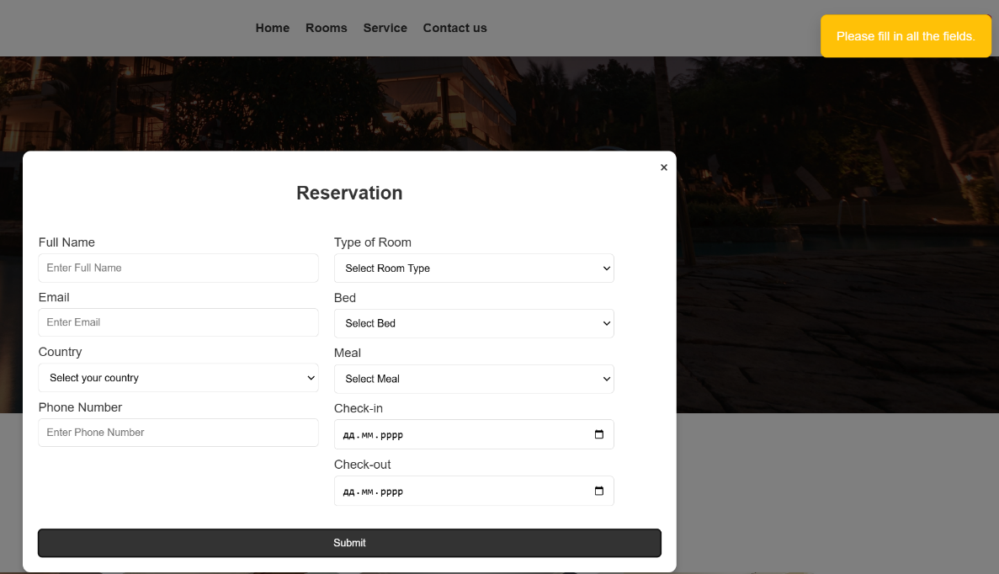 Home Rooms Service Contact us
Please fill in all the fields.
×
Reservation
Full Name
Enter Full Name
Email
Enter Email
Country
Select your country
Phone Number
Enter Phone Number
Type of Room
Select Room Type
Bed
Select Bed
Meal
Select Meal
Check-in
дд.мм.рррр
Check-out
дд.мм.рррр
Submit